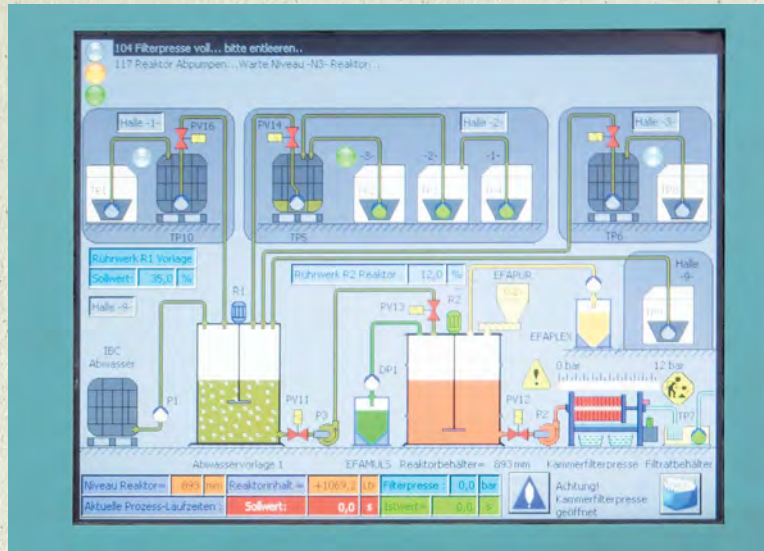 104 Filterpresse voll... bitte entleeren..
117 Reaktor Abpumpen...Warte Niveau -N3- Reaktor...
Halle -1- PV16 PV14 Halle -2- Halle -3- PV13
-3- -2- -1-
TP10 TP5 TP6
Rührwerk R1 Vorlage
Sollwert: 35,0 %
Rührwerk R2 Reaktor: 12,0 %
EFAPUR
Halle
-9-
Halle -9-
R1 PV13 R2
EFAPLEX
IBC
Abwasser
DP1
0 bar 12 bar
P1 PV11 P3 PV12 P2 TP7
Abwasservorlage 1 EFAMULS Reaktorbehälter= 893 mm Kammerfilterpresse Filtratbehälter
Niveau Reaktor= 893 mm Reaktorinhalt = +1069,2 Ltr Filterpresse : 0,0 bar
Achtung!
Kammerfilterpresse
geöffnet
Aktuelle Prozess-Laufzeiten : Sollwert: 0,0 s Istwert= 0,0 s